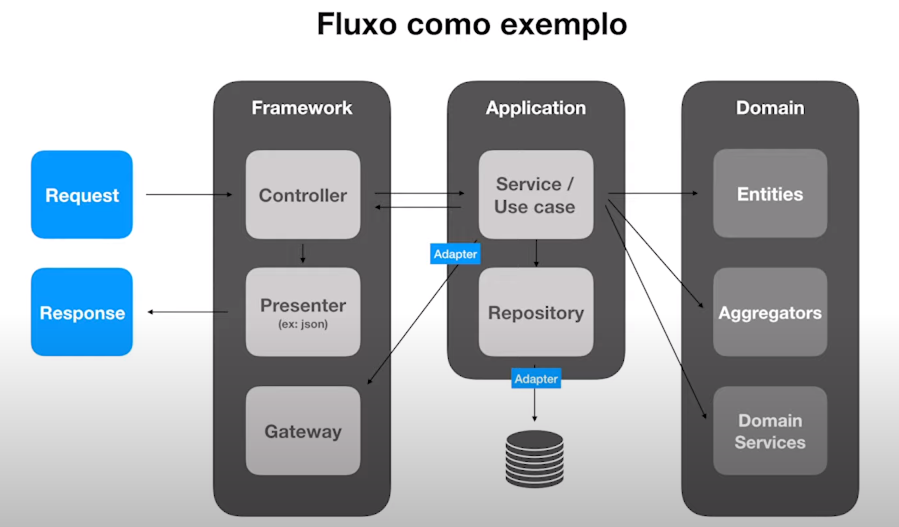 Fluxo como exemplo
Framework
Application
Domain
Request
Controller
Service /
Use case
Entities
Adapter
Response
Presenter
(ex: json)
Repository
Aggregators
Adapter
Gateway
Domain
Services